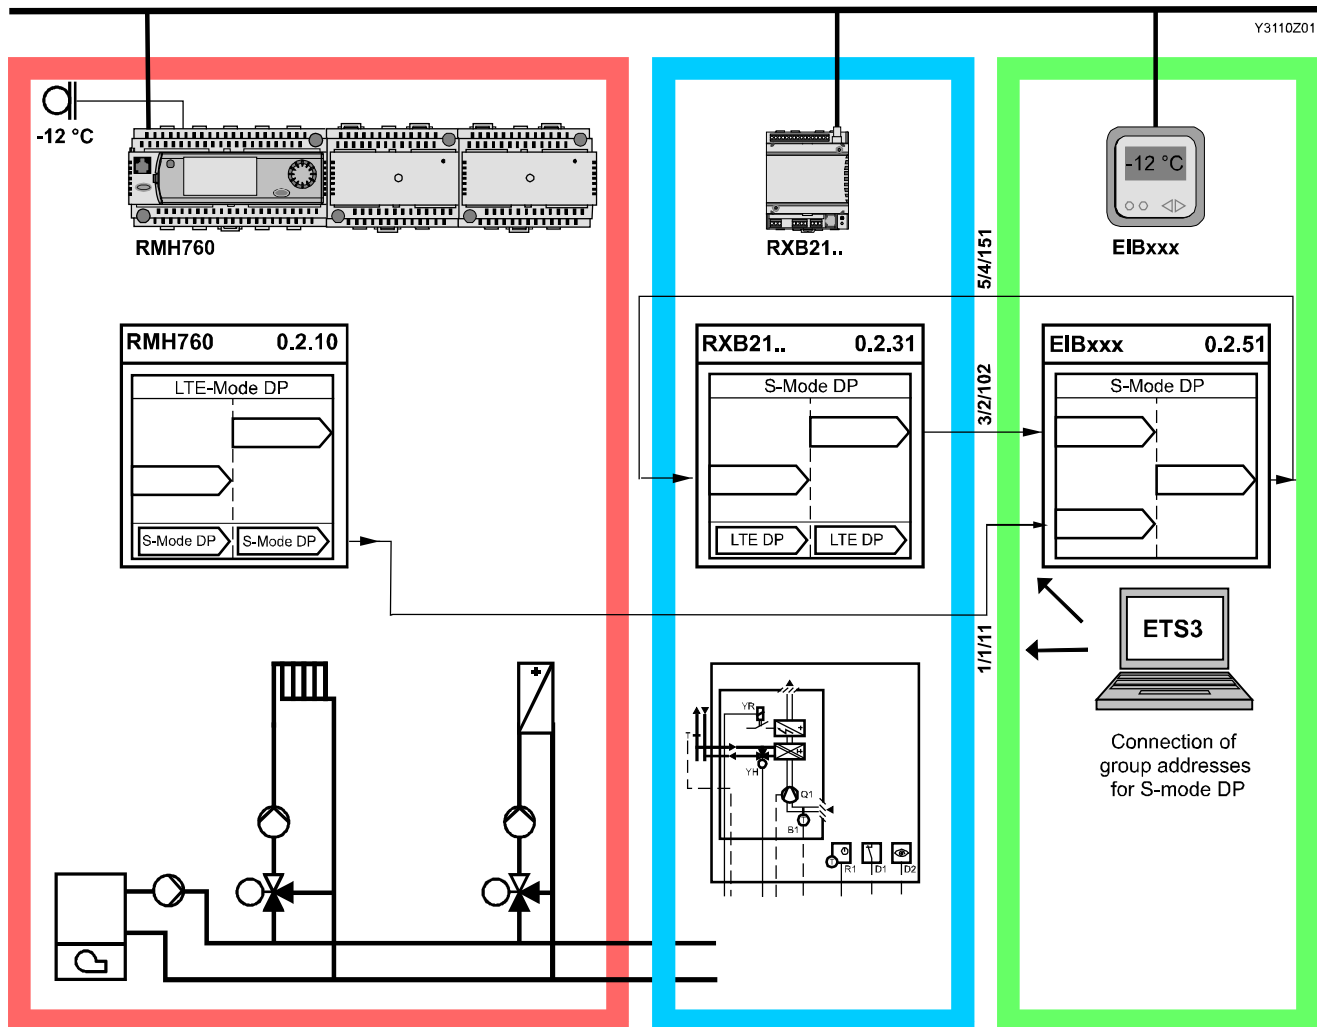 Y3110Z01
-12 °C
RMH760
RXB21..
-12 °C
EIBxxx
5/4/151
RMH760 0.2.10
LTE-Mode DP
S-Mode DP S-Mode DP
RXB21.. 0.2.31
S-Mode DP
LTE DP LTE DP
3/2/102
EIBxxx 0.2.51
S-Mode DP
1/1/11
ETS3
Connection of
group addresses
for S-mode DP
YR
T
YH
Q1
B1
T
T
R1
D1
D2